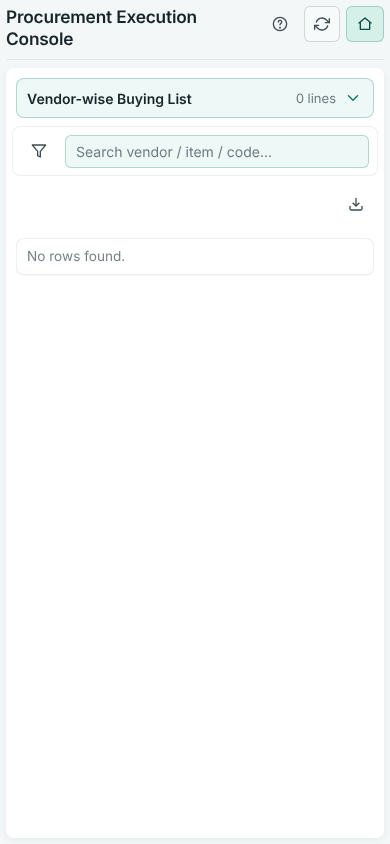 Procurement Execution
Console
Vendor-wise Buying List
0 lines
Search vendor / item / code...
No rows found.